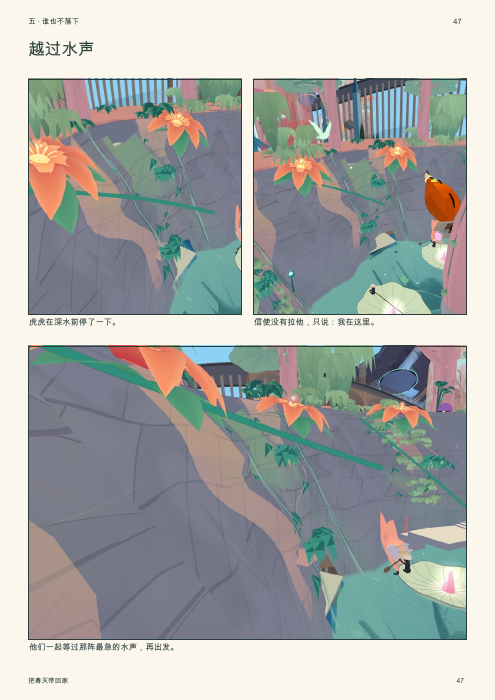 五·谁也不落下
47
越过水声
虎虎在深水前停了一下。
信使没有拉他，只说：我在这里。
他们一起等过那阵最急的水声，再出发。
把春天带回家
47